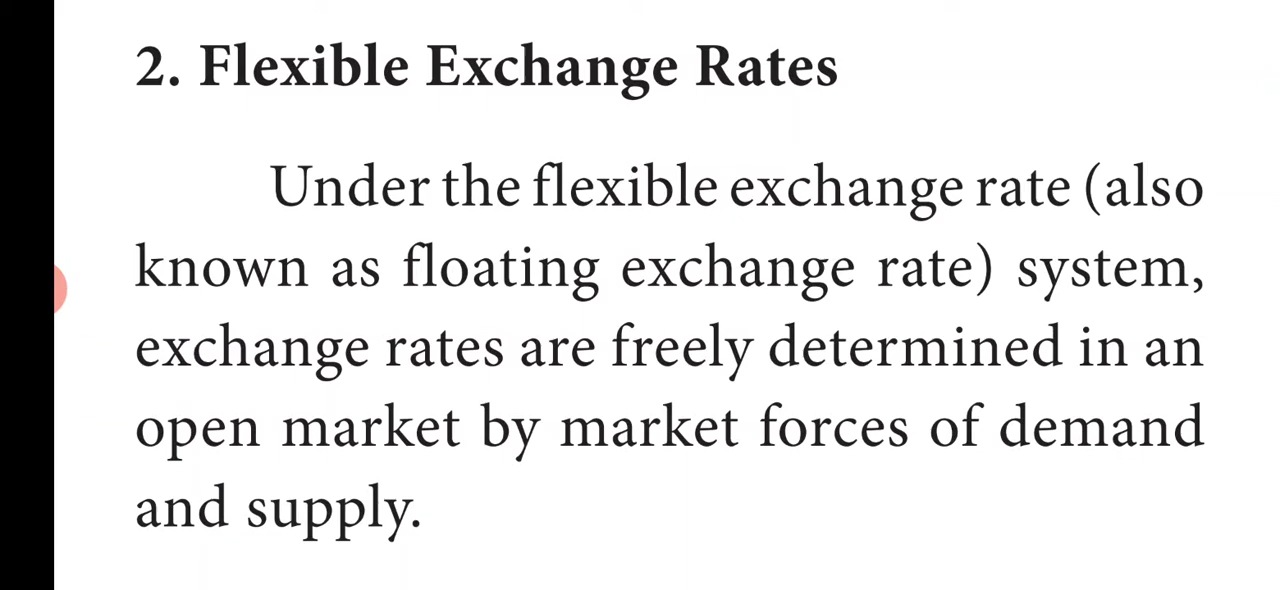 2. Flexible Exchange Rates
Under the flexible exchange rate (also
known as floating exchange rate) system,
exchange rates are freely determined in an
open market by market forces of demand
and supply.